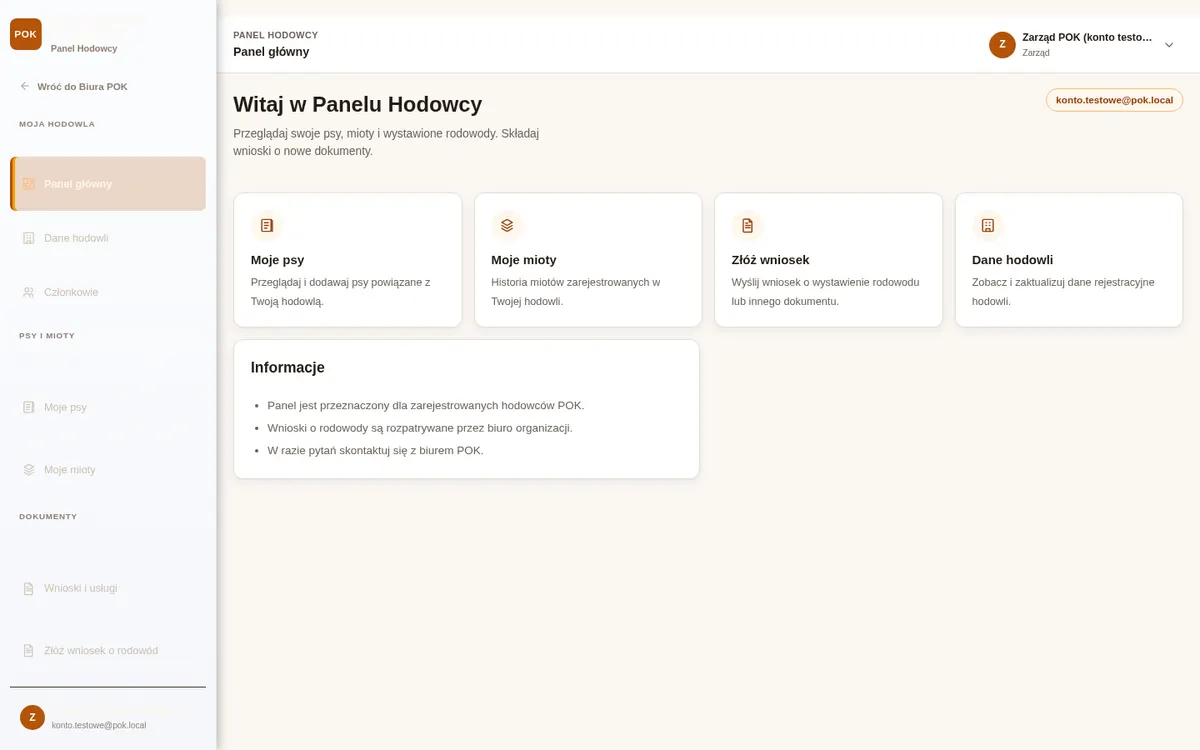 POK
Panel Hodowcy
Wróć do Biura POK
MOJA HODOWLA
Panel główny
Dane hodowli
Członkowie
PSY I MIOTY
Moje psy
Moje mioty
DOKUMENTY
Wnioski i usługi
Złóż wniosek o rodowód
Z
konto.testowe@pok.local
PANEL HODOWCY
Panel główny
Z
Zarząd POK (konto testo...
Zarząd
Witaj w Panelu Hodowcy
konto.testowe@pok.local
Przeglądaj swoje psy, mioty i wystawione rodowody. Składaj
wnioski o nowe dokumenty.
Moje psy
Przeglądaj i dodawaj psy powiązane z
Twoją hodowlą.
Moje mioty
Historia miotów zarejestrowanych w
Twojej hodowli.
Złóż wniosek
Wyślij wniosek o wystawienie rodowodu
lub innego dokumentu.
Dane hodowli
Zobacz i zaktualizuj dane rejestracyjne
hodowli.
Informacje
• Panel jest przeznaczony dla zarejestrowanych hodowców POK.
• Wnioski o rodowody są rozpatrywane przez biuro organizacji.
• W razie pytań skontaktuj się z biurem POK.